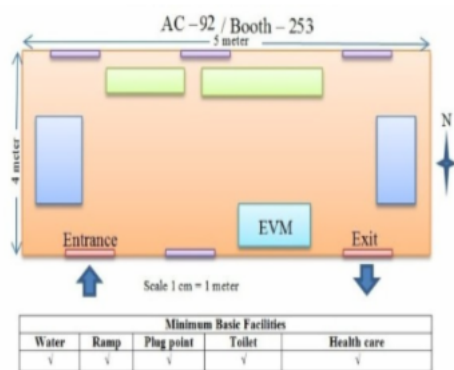 AC – 92 / Booth – 253
5 meter
4 meter
N
Entrance
EVM
Exit
Scale 1 cm = 1 meter
Minimum Basic Facilities
Water Ramp Plug point Toilet Health care
√ √ √ √ √